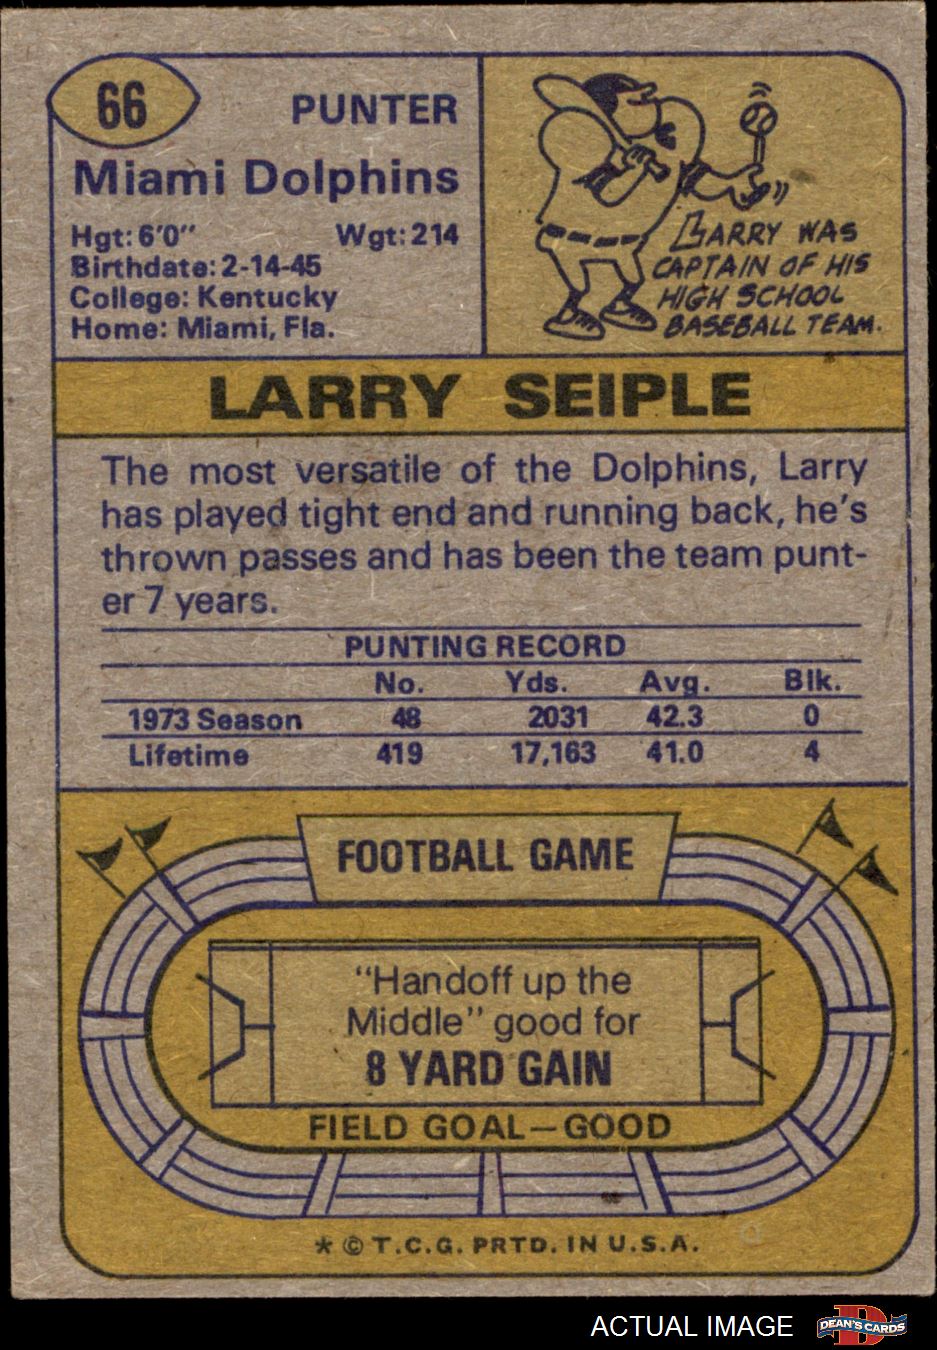 66
PUNTER
Miami Dolphins
Hgt: 6'0" Wgt: 214
Birthdate: 2-14-45
College: Kentucky
Home: Miami, Fla.
LARRY WAS
CAPTAIN OF HIS
HIGH SCHOOL
BASEBALL TEAM.
LARRY SEIPLE
The most versatile of the Dolphins, Larry
has played tight end and running back, he's
thrown passes and has been the team punt-
er 7 years.
PUNTING RECORD
No. Yds. Avg. Blk.
1973 Season 48 2031 42.3 0
Lifetime 419 17,163 41.0 4
FOOTBALL GAME
"Handoff up the
Middle" good for
8 YARD GAIN
FIELD GOAL—GOOD
* © T.C.G. PRTD. IN U.S.A.
ACTUAL IMAGE
D
DEAN'S CARDS